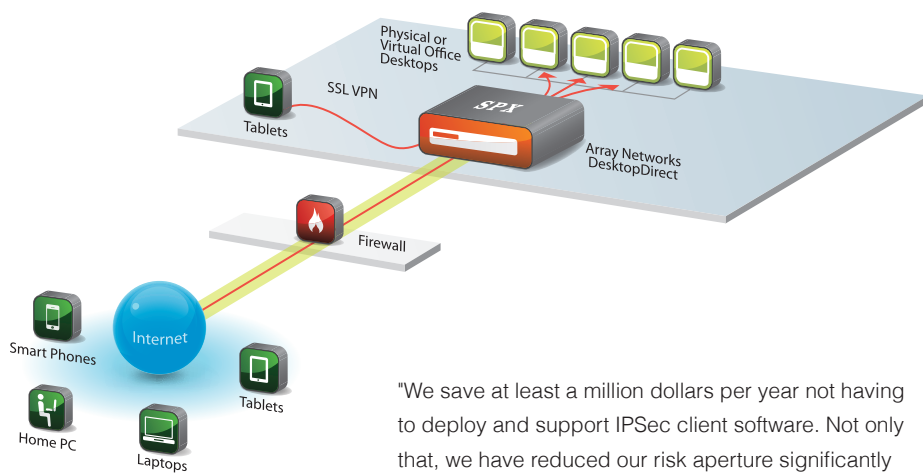 Physical or
Virtual Office
Desktops
SSL VPN
SPX
Tablets
Array Networks
DesktopDirect
Firewall
Internet
Smart Phones
Tablets
Home PC
Laptops
"We save at least a million dollars per year not having
to deploy and support IPSec client software. Not only
that, we have reduced our risk aperture significantly